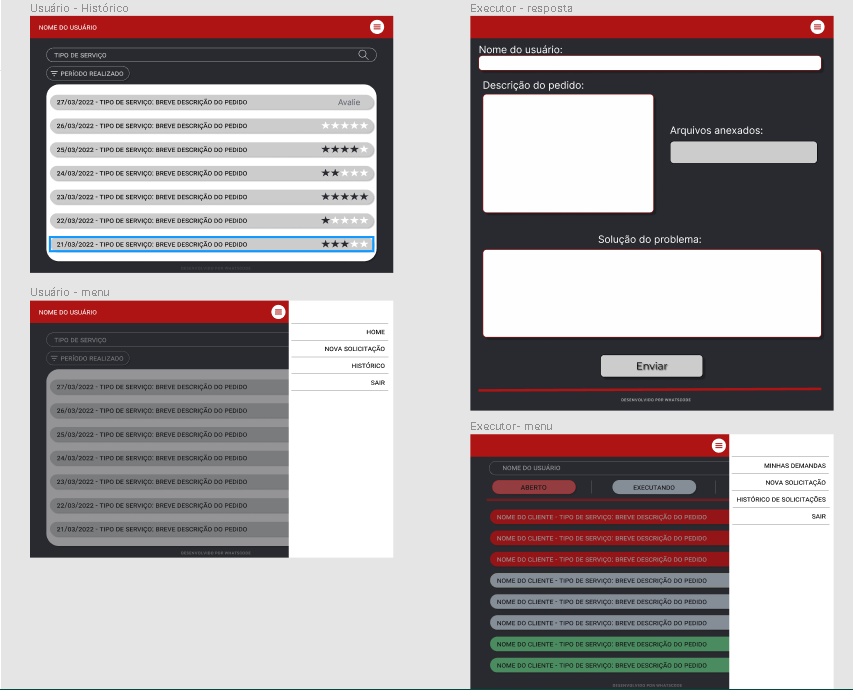 Usuário - Histórico
NOME DO USUÁRIO
TIPO DE SERVIÇO
PERÍODO REALIZADO
27/03/2022 - TIPO DE SERVIÇO: BREVE DESCRIÇÃO DO PEDIDO Avalie
26/03/2022 - TIPO DE SERVIÇO: BREVE DESCRIÇÃO DO PEDIDO
25/03/2022 - TIPO DE SERVIÇO: BREVE DESCRIÇÃO DO PEDIDO
24/03/2022 - TIPO DE SERVIÇO: BREVE DESCRIÇÃO DO PEDIDO
23/03/2022 - TIPO DE SERVIÇO: BREVE DESCRIÇÃO DO PEDIDO
22/03/2022 - TIPO DE SERVIÇO: BREVE DESCRIÇÃO DO PEDIDO
21/03/2022 - TIPO DE SERVIÇO: BREVE DESCRIÇÃO DO PEDIDO
DESENVOLVIDO POR WHATSGOOS
Usuário - menu
NOME DO USUÁRIO
TIPO DE SERVIÇO
PERÍODO REALIZADO
27/03/2022 - TIPO DE SERVIÇO: BREVE DESCRIÇÃO DO PEDIDO
26/03/2022 - TIPO DE SERVIÇO: BREVE DESCRIÇÃO DO PEDIDO
25/03/2022 - TIPO DE SERVIÇO: BREVE DESCRIÇÃO DO PEDIDO
24/03/2022 - TIPO DE SERVIÇO: BREVE DESCRIÇÃO DO PEDIDO
23/03/2022 - TIPO DE SERVIÇO: BREVE DESCRIÇÃO DO PEDIDO
22/03/2022 - TIPO DE SERVIÇO: BREVE DESCRIÇÃO DO PEDIDO
21/03/2022 - TIPO DE SERVIÇO: BREVE DESCRIÇÃO DO PEDIDO
DESENVOLVIDO POR
HOME
NOVA SOLICITAÇÃO
HISTÓRICO
SAIR
Executor - resposta
Nome do usuário:
Descrição do pedido:
Arquivos anexados:
Solução do problema:
Enviar
DESENVOLVIDO POR
Executor- menu
NOME DO USUÁRIO
ABERTO
EXECUTANDO
NOME DO CLIENTE - TIPO DE SERVIÇO: BREVE DESCRIÇÃO DO PEDIDO
NOME DO CLIENTE - TIPO DE SERVIÇO: BREVE DESCRIÇÃO DO PEDIDO
NOME DO CLIENTE - TIPO DE SERVIÇO: BREVE DESCRIÇÃO DO PEDIDO
NOME DO CLIENTE - TIPO DE SERVIÇO: BREVE DESCRIÇÃO DO PEDIDO
NOME DO CLIENTE - TIPO DE SERVIÇO: BREVE DESCRIÇÃO DO PEDIDO
NOME DO CLIENTE - TIPO DE SERVIÇO: BREVE DESCRIÇÃO DO PEDIDO
NOME DO CLIENTE - TIPO DE SERVIÇO: BREVE DESCRIÇÃO DO PEDIDO
NOME DO CLIENTE - TIPO DE SERVIÇO: BREVE DESCRIÇÃO DO PEDIDO
DESENVOLVIDO POR
MINHAS DEMANDAS
NOVA SOLICITAÇÃO
HISTÓRICO DE SOLICITAÇÕES
SAIR